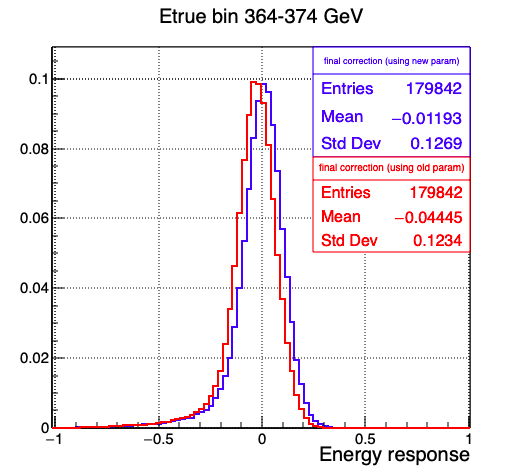 Etrue bin 364-374 GeV
final correction (using new param)
Entries 179842
Mean −0.01193
Std Dev 0.1269
final correction (using old param)
Entries 179842
Mean −0.04445
Std Dev 0.1234
0.1
0.08
0.06
0.04
0.02
0
−1 −0.5 0 0.5 1
Energy response